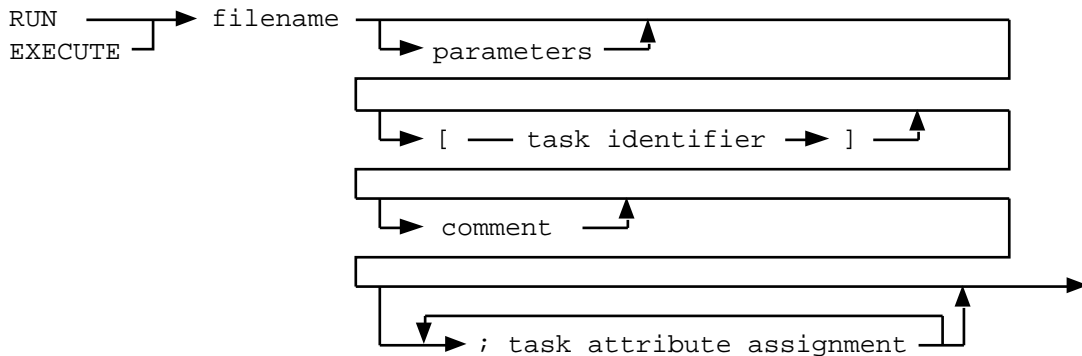 RUN filename
EXECUTE parameters
[ task identifier ]
comment
; task attribute assignment